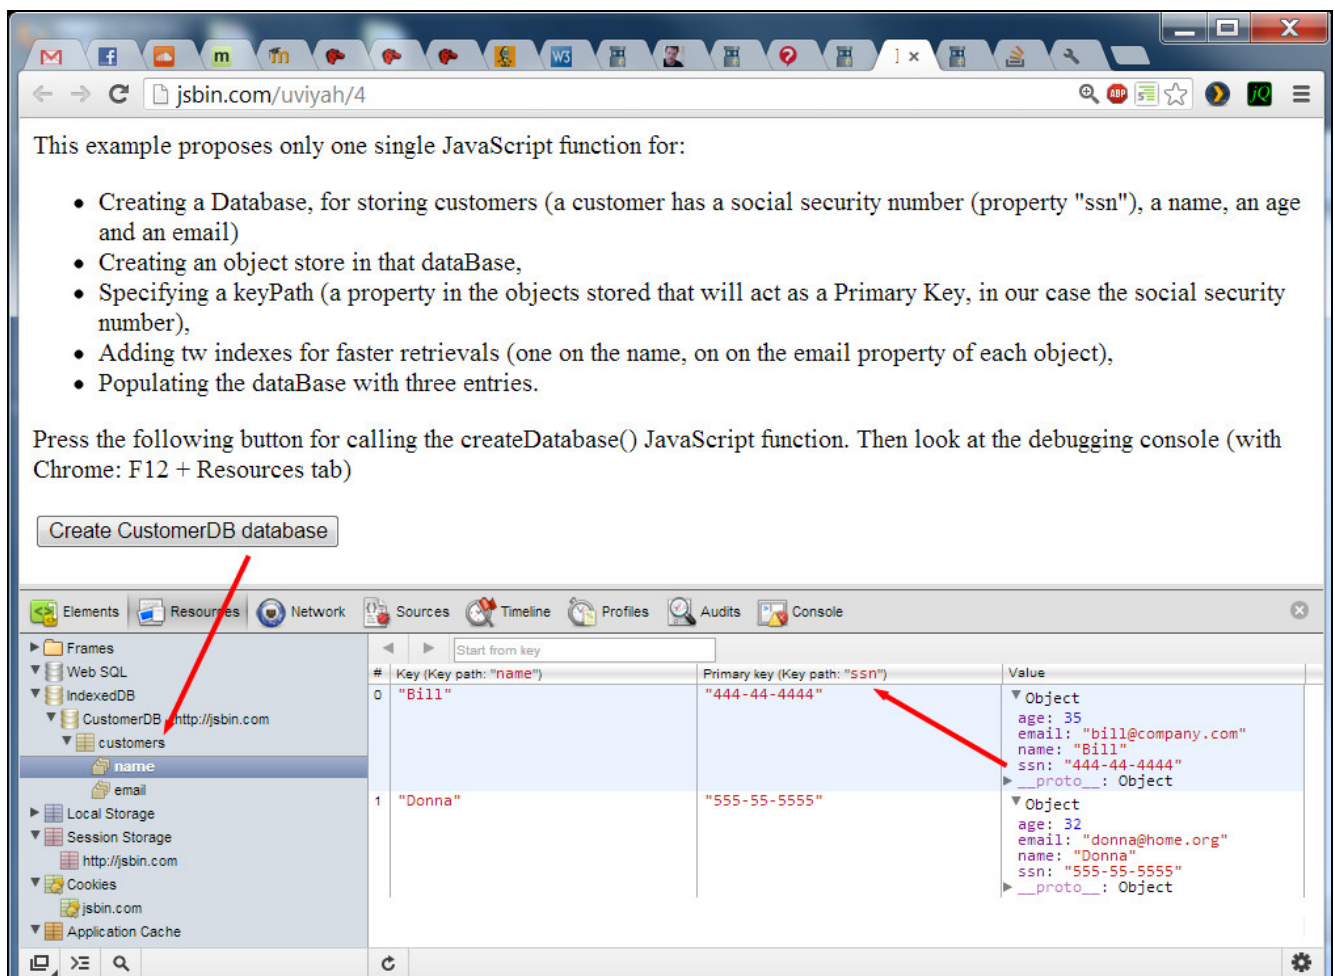 m
W3
jsbin.com/uviyah/4
ABP
jQ
This example proposes only one single JavaScript function for:
• Creating a Database, for storing customers (a customer has a social security number (property "ssn"), a name, an age
and an email)
• Creating an object store in that dataBase,
• Specifying a keyPath (a property in the objects stored that will act as a Primary Key, in our case the social security
number),
• Adding tw indexes for faster retrievals (one on the name, on on the email property of each object),
• Populating the dataBase with three entries.
Press the following button for calling the createDatabase() JavaScript function. Then look at the debugging console (with
Chrome: F12 + Resources tab)
Create CustomerDB database
Elements Resources Network Sources Timeline Profiles Audits Console
Frames
Web SQL
IndexedDB
CustomerDB - http://jsbin.com
customers
name
email
Local Storage
Session Storage
http://jsbin.com
Cookies
jsbin.com
Application Cache
Start from key
# Key (Key path: "name") Primary key (Key path: "ssn") Value
0 "Bill" "444-44-4444" Object
age: 35
email: "bill@company.com"
name: "Bill"
ssn: "444-44-4444"
__proto__: Object
1 "Donna" "555-55-5555" Object
age: 32
email: "donna@home.org"
name: "Donna"
ssn: "555-55-5555"
__proto__: Object